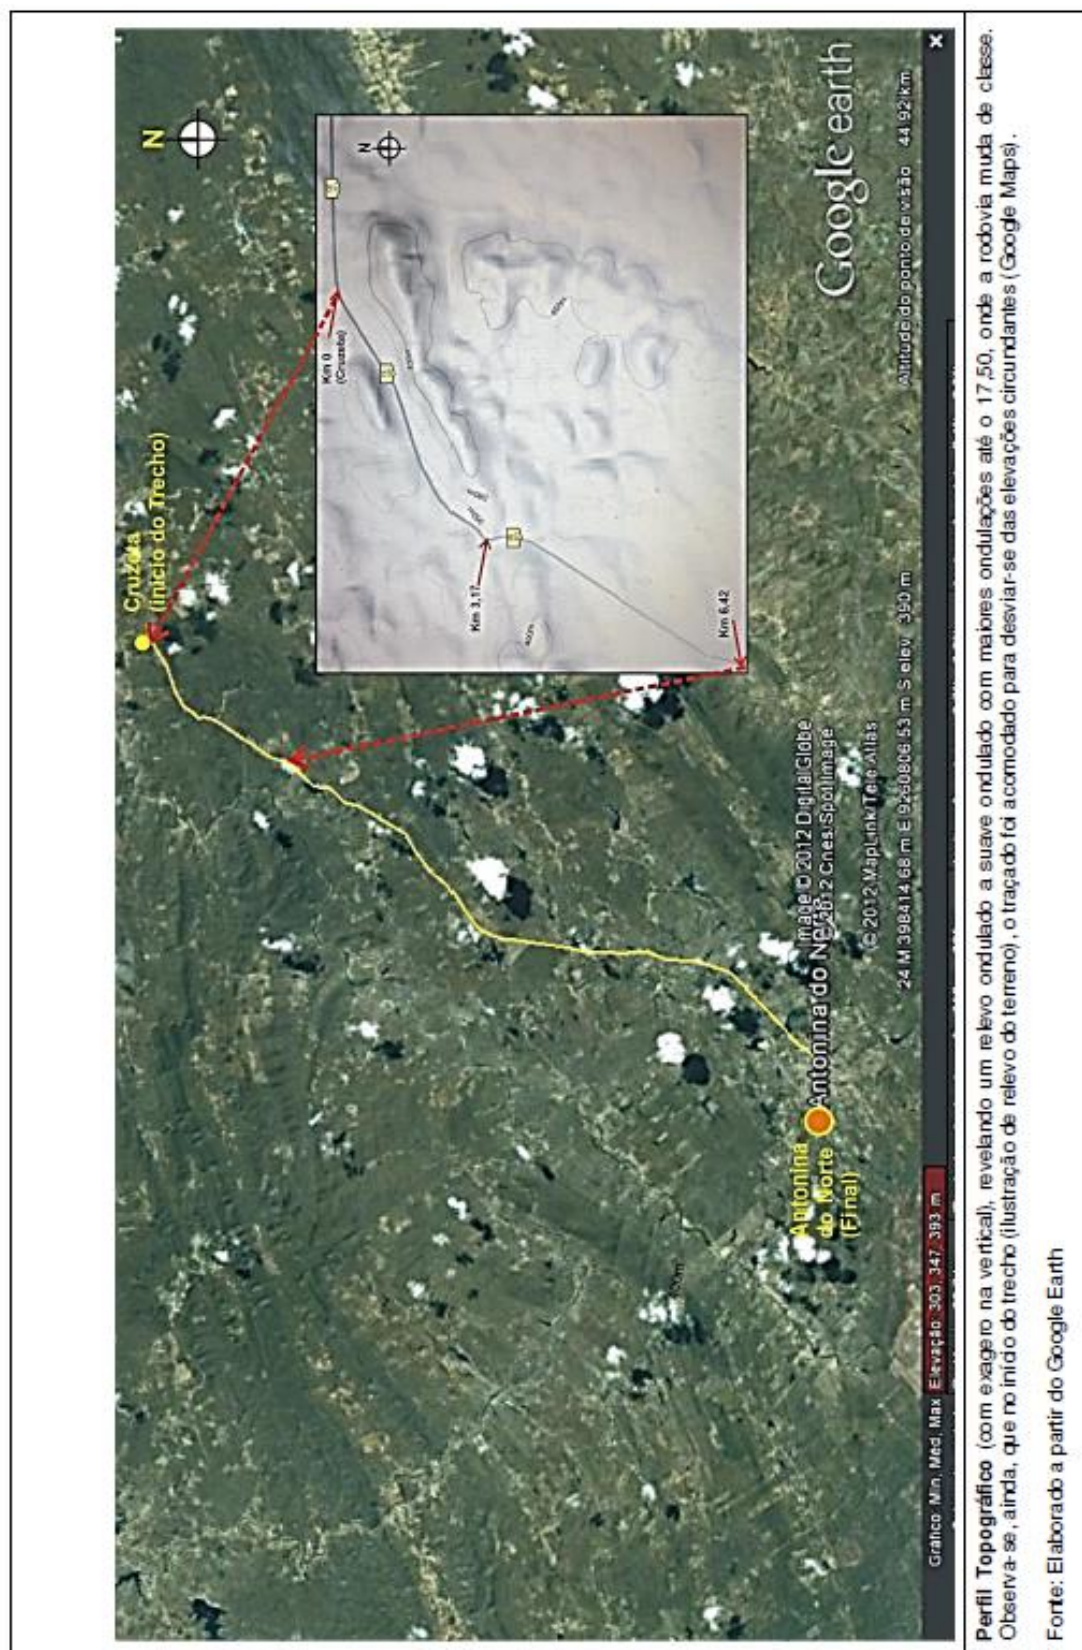 N
Cruzeta
(início do Trecho)
N
Km 0
(Cruzeta)
Km 3,17
400m
Km 6,42
400m
Antonina
do Norte
(Final)
Antonina do Norte
Image © 2012 DigitalGlobe
© 2012 Cnes/Spot Image
© 2012 MapLink/Tele Atlas
24 M 398414.68 m E 9260806.53 m S elev 390 m
Altitude do ponto de visão 44.92 km
Google earth
Gráfico: Mín, Méd, Máx Elevação: 303, 347, 393 m
Perfil Topográfico (com exagero na vertical), revelando um relevo ondulado a suave ondulado com maiores ondulações até o 17,50, onde a rodovia muda de classe.
Observa-se, ainda, que no início do trecho (ilustração de relevo do terreno), o traçado foi acomodado para desviar-se das elevações circundantes (Google Maps).
Fonte: Elaborado a partir do Google Earth